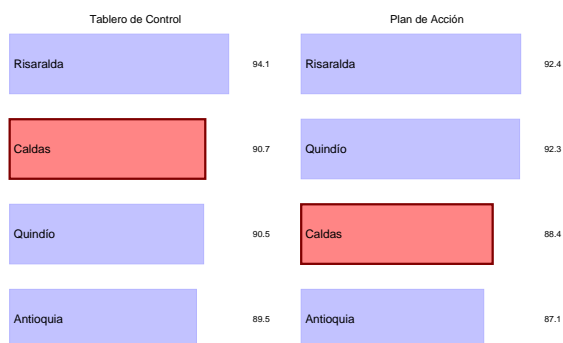 Tablero de Control
Risaralda 94.1
Caldas 90.7
Quindío 90.5
Antioquia 89.5
Plan de Acción
Risaralda 92.4
Quindío 92.3
Caldas 88.4
Antioquia 87.1